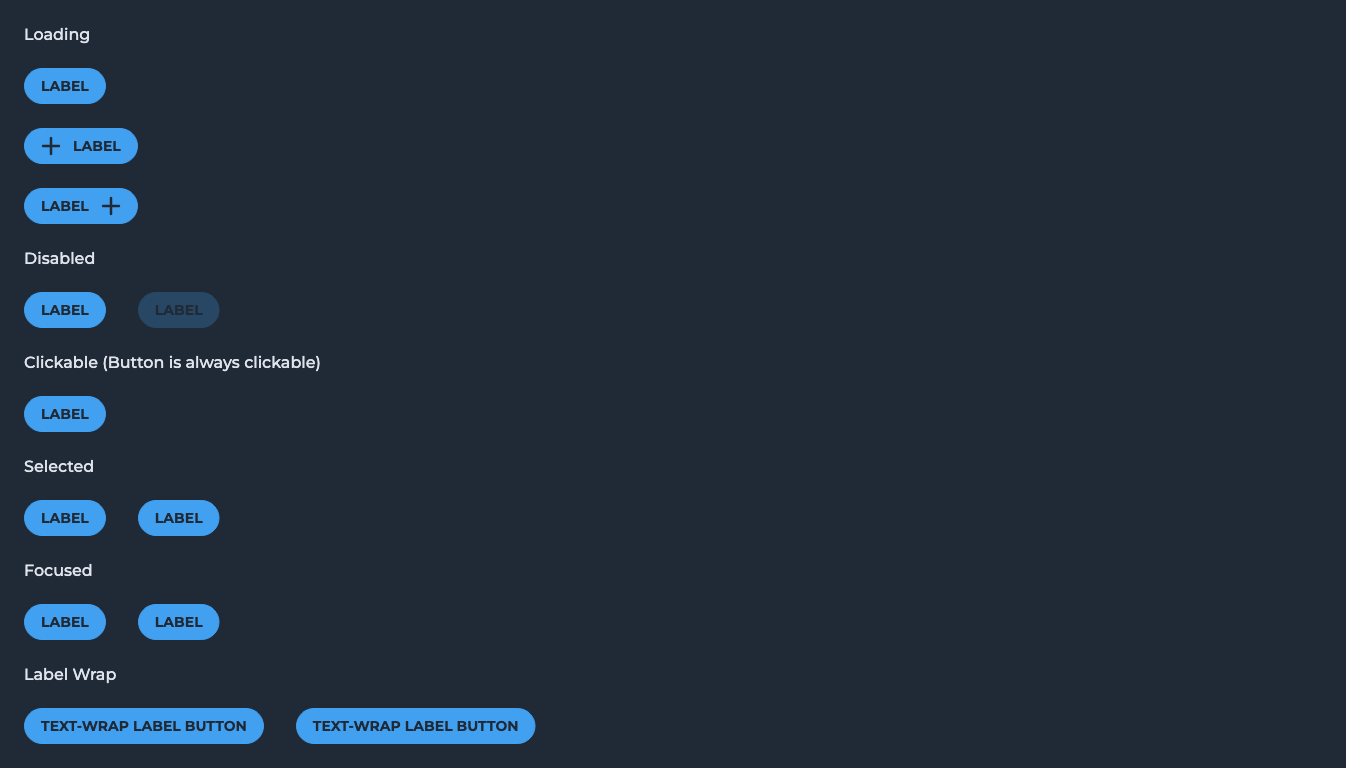 Loading
LABEL
LABEL
LABEL
Disabled
LABEL LABEL
Clickable (Button is always clickable)
LABEL
Selected
LABEL LABEL
Focused
LABEL LABEL
Label Wrap
TEXT-WRAP LABEL BUTTON TEXT-WRAP LABEL BUTTON